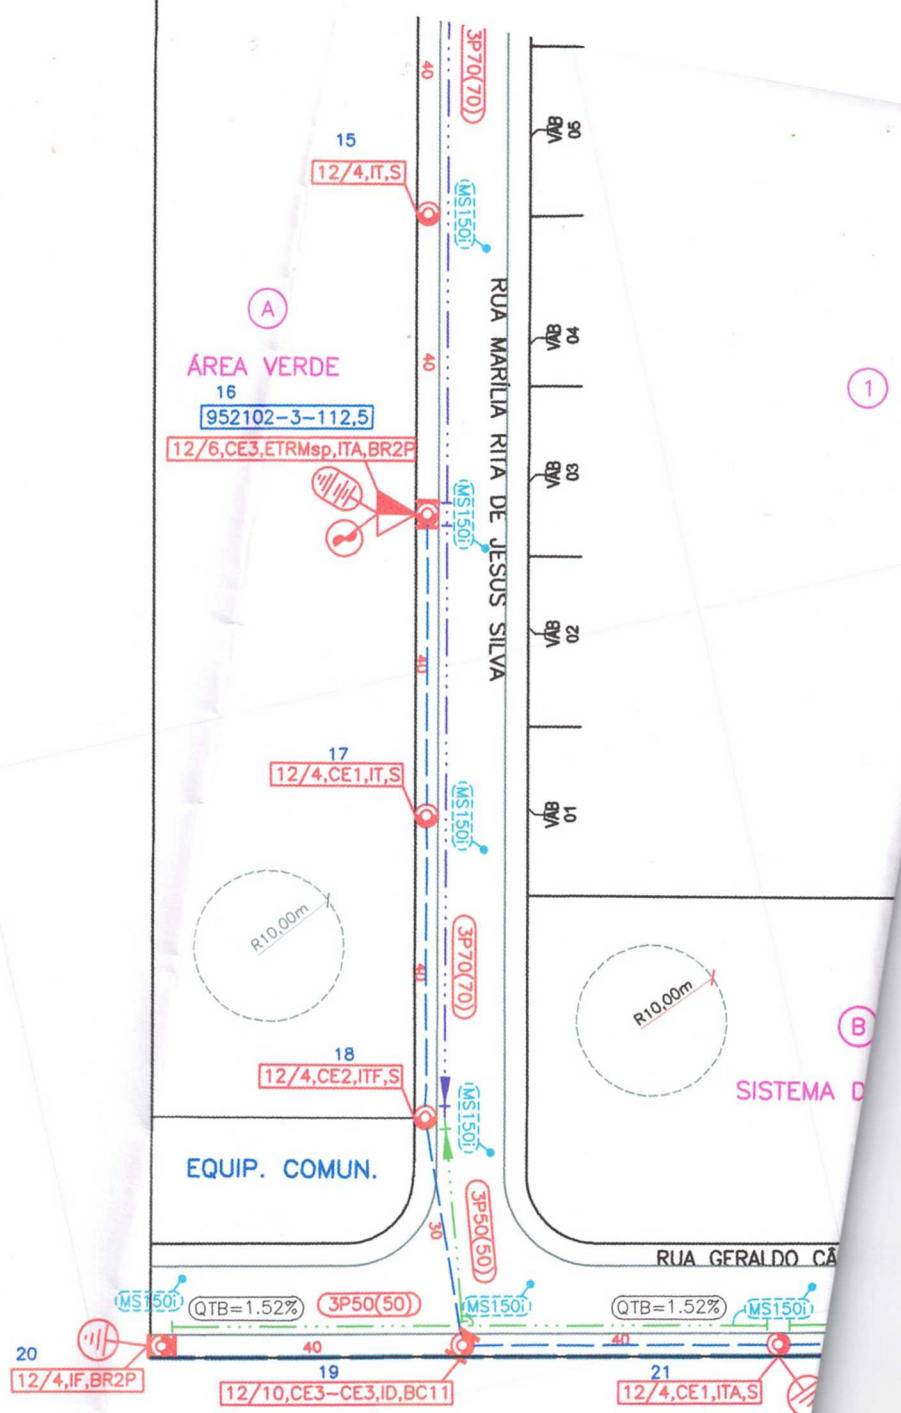 3P70(70)
40
VAB
05
15
12/4,IT,S
(MS150i)
A
RUA MARÍLIA RITA DE JESUS SILVA
VAB
04
ÁREA VERDE
40
1
16
952102-3-112,5
12/6,CE3,ETRMsp,ITA,BR2P
(MS150i)
VAB
03
VAB
02
40
17
12/4,CE1,IT,S
(MS150i)
VAB
01
R10,00m
3P70(70)
40
R10,00m
B
18
12/4,CE2,ITF,S
(MS150i)
SISTEMA D
EQUIP. COMUN.
3P50(50)
30
RUA GERALDO CÂ
(MS150i)
QTB=1.52%
3P50(50)
(MS150i)
QTB=1.52%
(MS150i)
20
40
40
12/4,IF,BR2P
19
12/10,CE3-CE3,ID,BC11
21
12/4,CE1,ITA,S